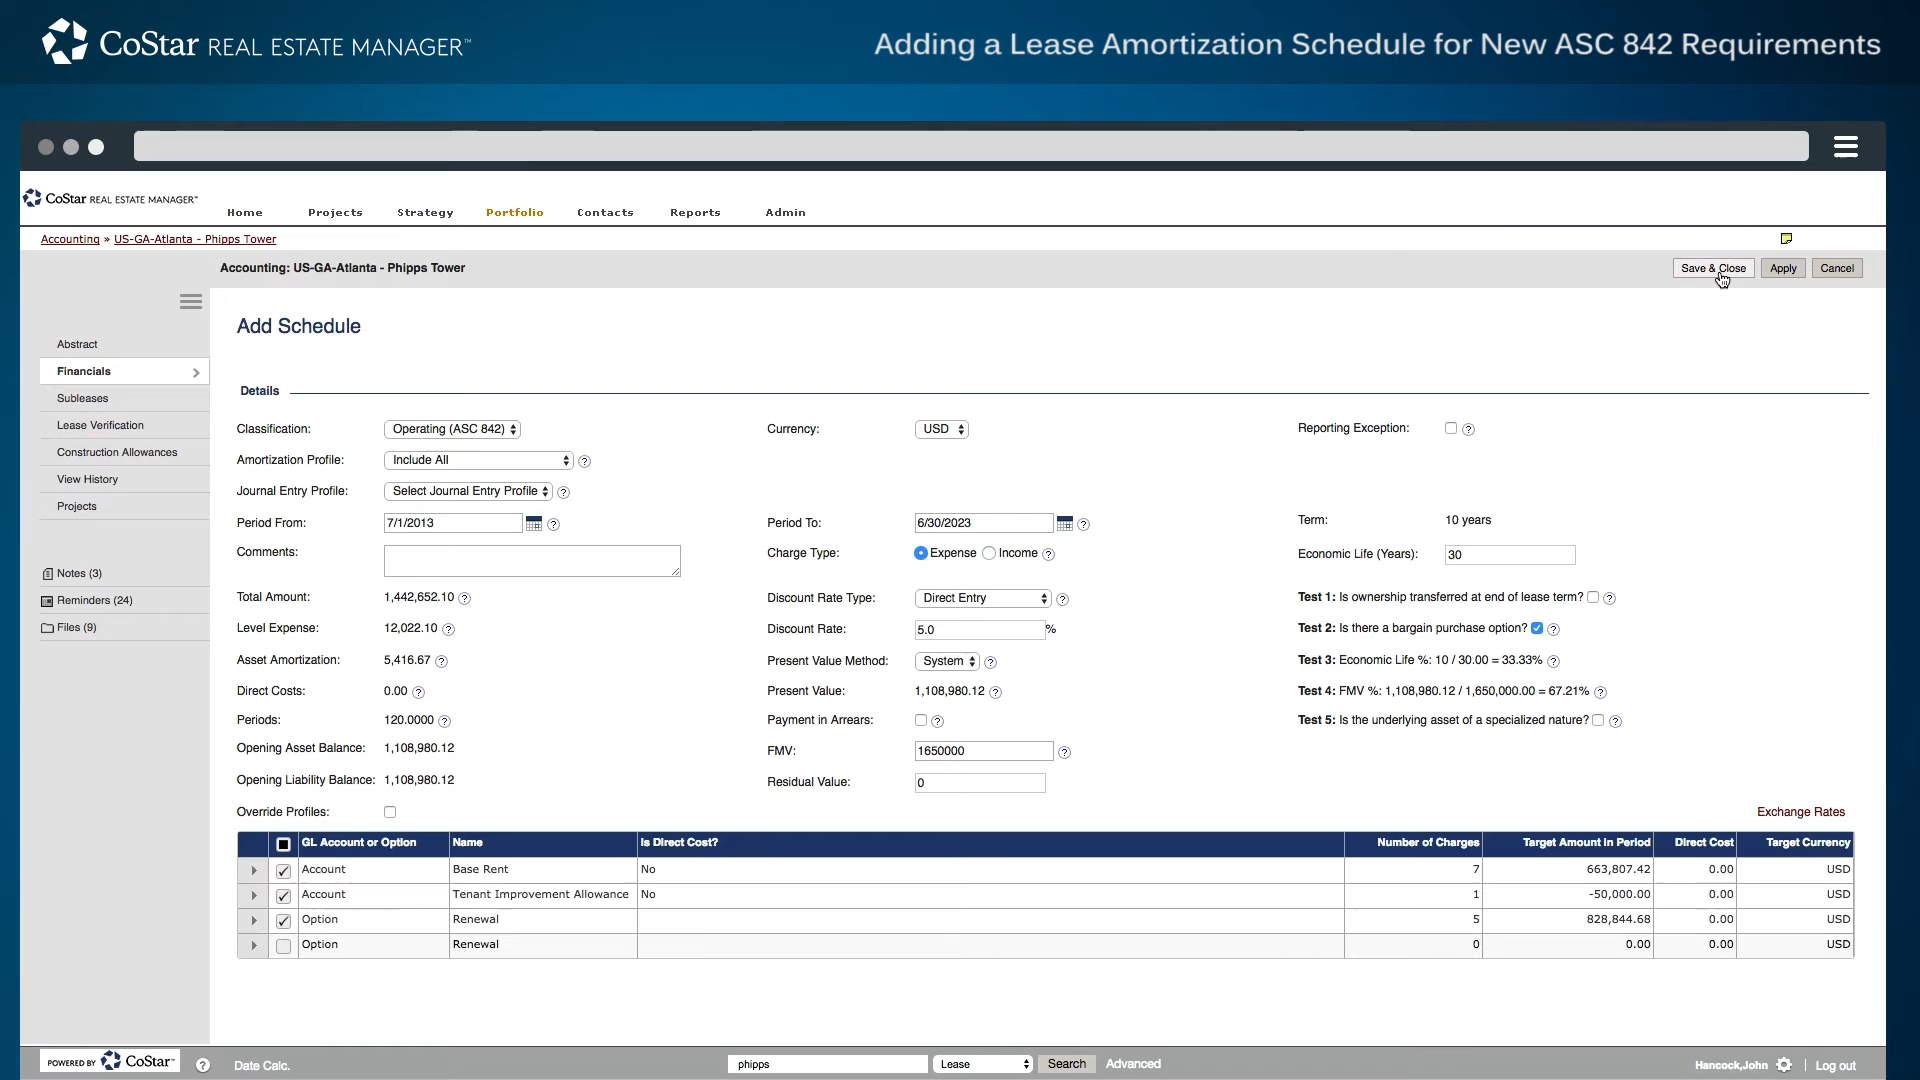 CoStar REAL ESTATE MANAGER™
Adding a Lease Amortization Schedule for New ASC 842 Requirements
CoStar REAL ESTATE MANAGER™
Home Projects Strategy Portfolio Contacts Reports Admin
Accounting » US-GA-Atlanta - Phipps Tower
Accounting: US-GA-Atlanta - Phipps Tower
Save & Close Apply Cancel
Abstract
Financials
Subleases
Lease Verification
Construction Allowances
View History
Projects
Notes (3)
Reminders (24)
Files (9)
Add Schedule
Details
Classification: Operating (ASC 842) Currency: USD Reporting Exception: ?
Amortization Profile: Include All ?
Journal Entry Profile: Select Journal Entry Profile ?
Period From: 7/1/2013 ? Period To: 6/30/2023 ? Term: 10 years
Comments: Charge Type: Expense Income ? Economic Life (Years): 30
Total Amount: 1,442,652.10 ? Discount Rate Type: Direct Entry ? Test 1: Is ownership transferred at end of lease term? ?
Level Expense: 12,022.10 ? Discount Rate: 5.0 % Test 2: Is there a bargain purchase option? ?
Asset Amortization: 5,416.67 ? Present Value Method: System ? Test 3: Economic Life %: 10 / 30.00 = 33.33% ?
Direct Costs: 0.00 ? Present Value: 1,108,980.12 ? Test 4: FMV %: 1,108,980.12 / 1,650,000.00 = 67.21% ?
Periods: 120.0000 ? Payment in Arrears: ? Test 5: Is the underlying asset of a specialized nature? ?
Opening Asset Balance: 1,108,980.12 FMV: 1650000 ?
Opening Liability Balance: 1,108,980.12 Residual Value: 0
Override Profiles: Exchange Rates
GL Account or Option Name Is Direct Cost? Number of Charges Target Amount in Period Direct Cost Target Currency
Account Base Rent No 7 663,807.42 0.00 USD
Account Tenant Improvement Allowance No 1 -50,000.00 0.00 USD
Option Renewal 5 828,844.68 0.00 USD
Option Renewal 0 0.00 0.00 USD
POWERED BY CoStar™ ? Date Calc. phipps Lease Search Advanced Hancock,John | Log out